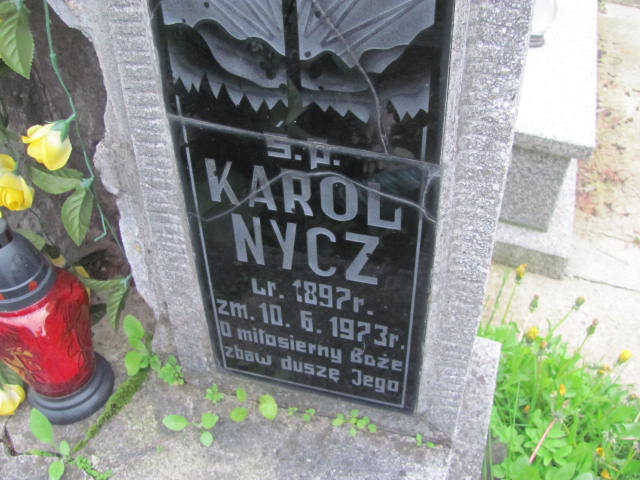 Ś.p.
KAROL
NYCZ
Ur. 1897r.
zm. 10.6.1973r.
O miłosierny Boże
zbaw duszę Jego